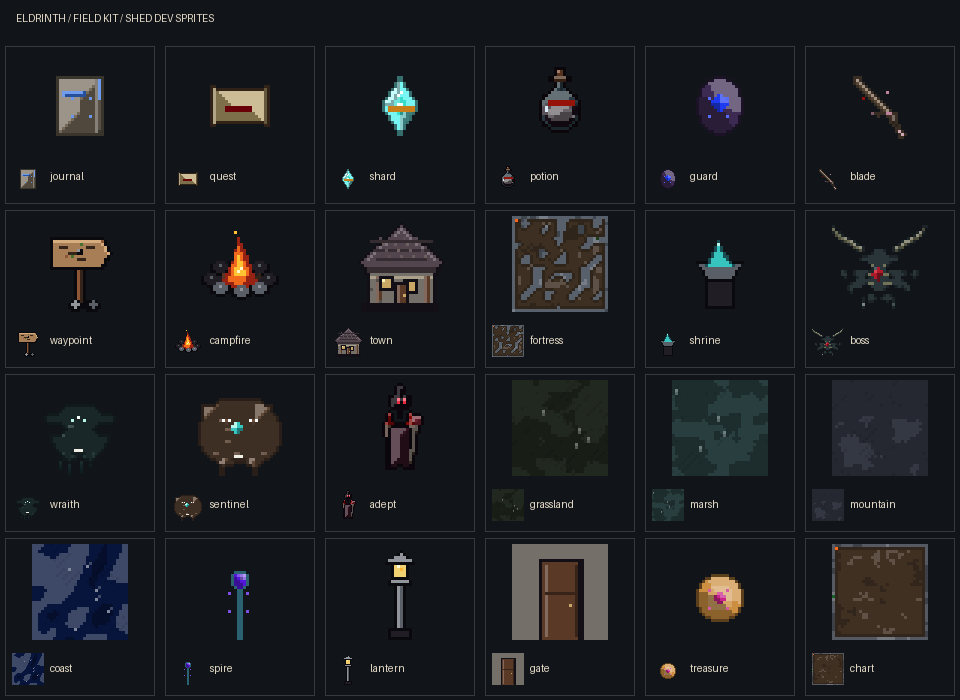 ELDRINTH / FIELD KIT / SHED DEV SPRITES
journal quest shard potion guard blade
waypoint campfire town fortress shrine boss
wraith sentinel adept grassland marsh mountain
coast spire lantern gate treasure chart